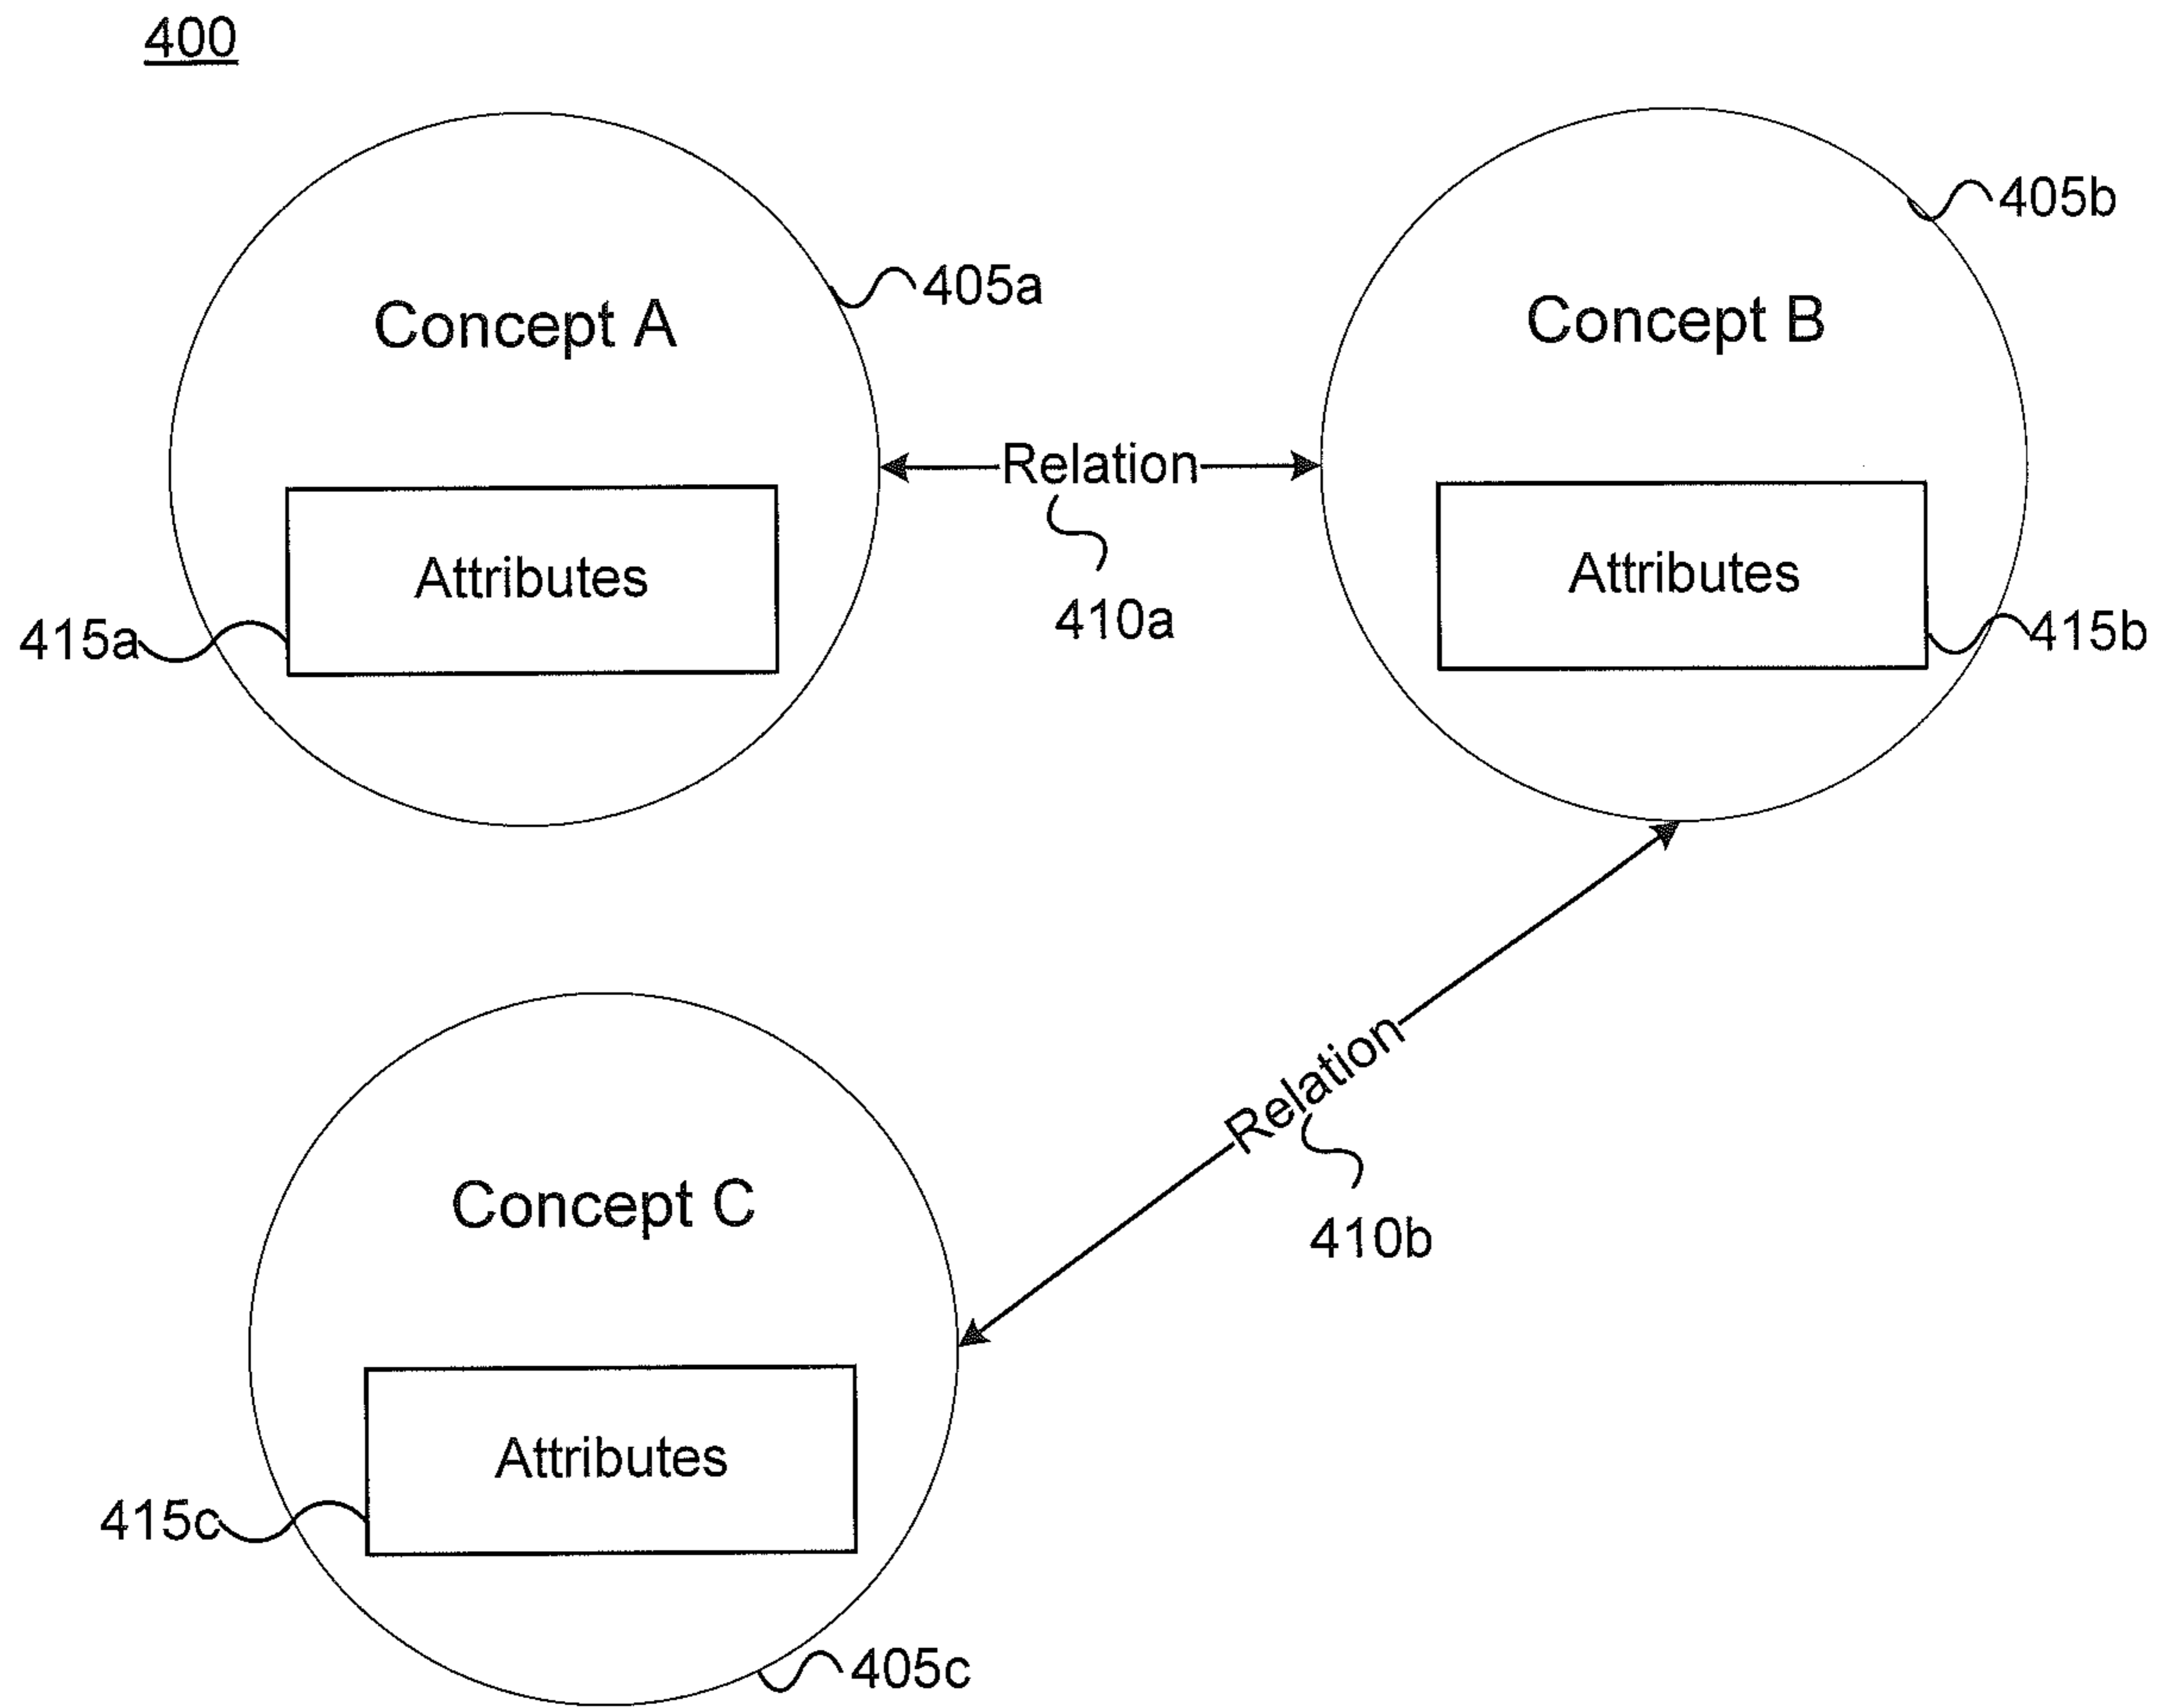 400
405b
405a
Concept A
Concept B
Relation
Attributes
Attributes
410a
415a
415b
Relation
Concept C
410b
Attributes
415c
405c